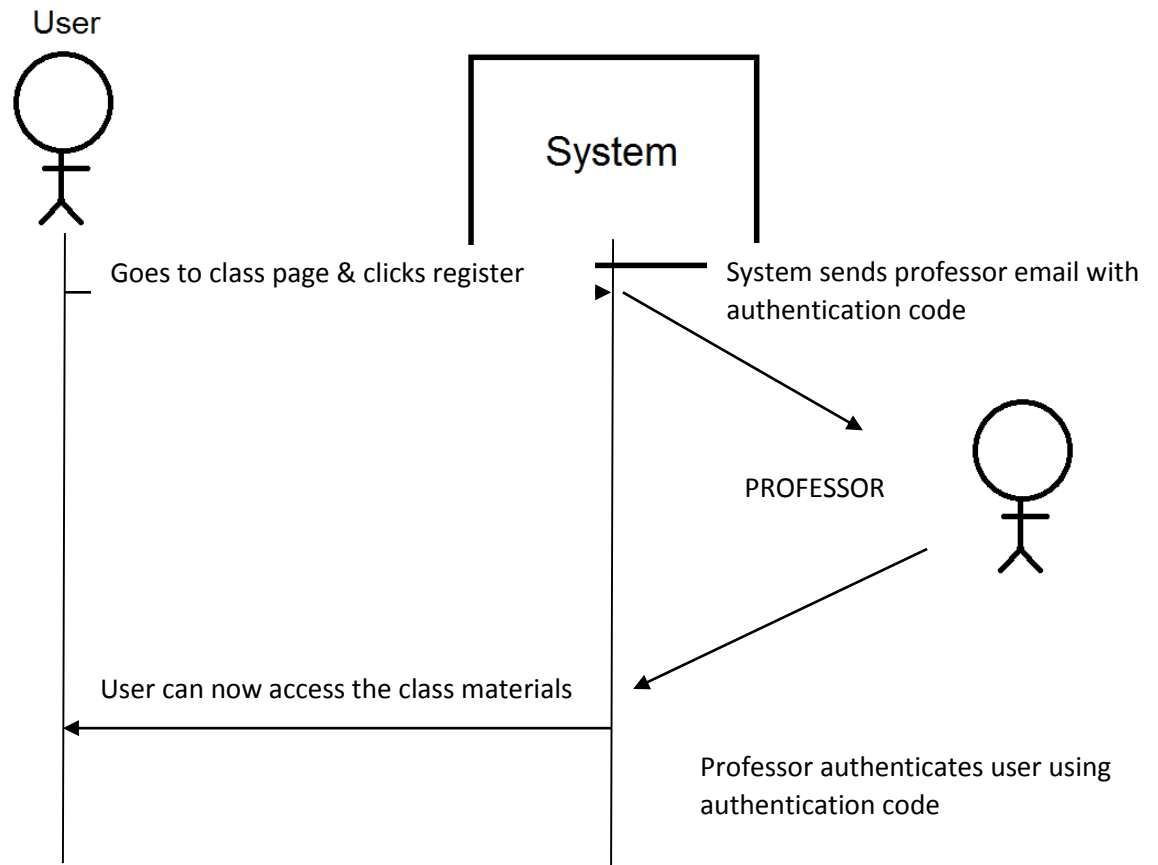 User
System
Goes to class page & clicks register
System sends professor email with
authentication code
PROFESSOR
User can now access the class materials
Professor authenticates user using
authentication code